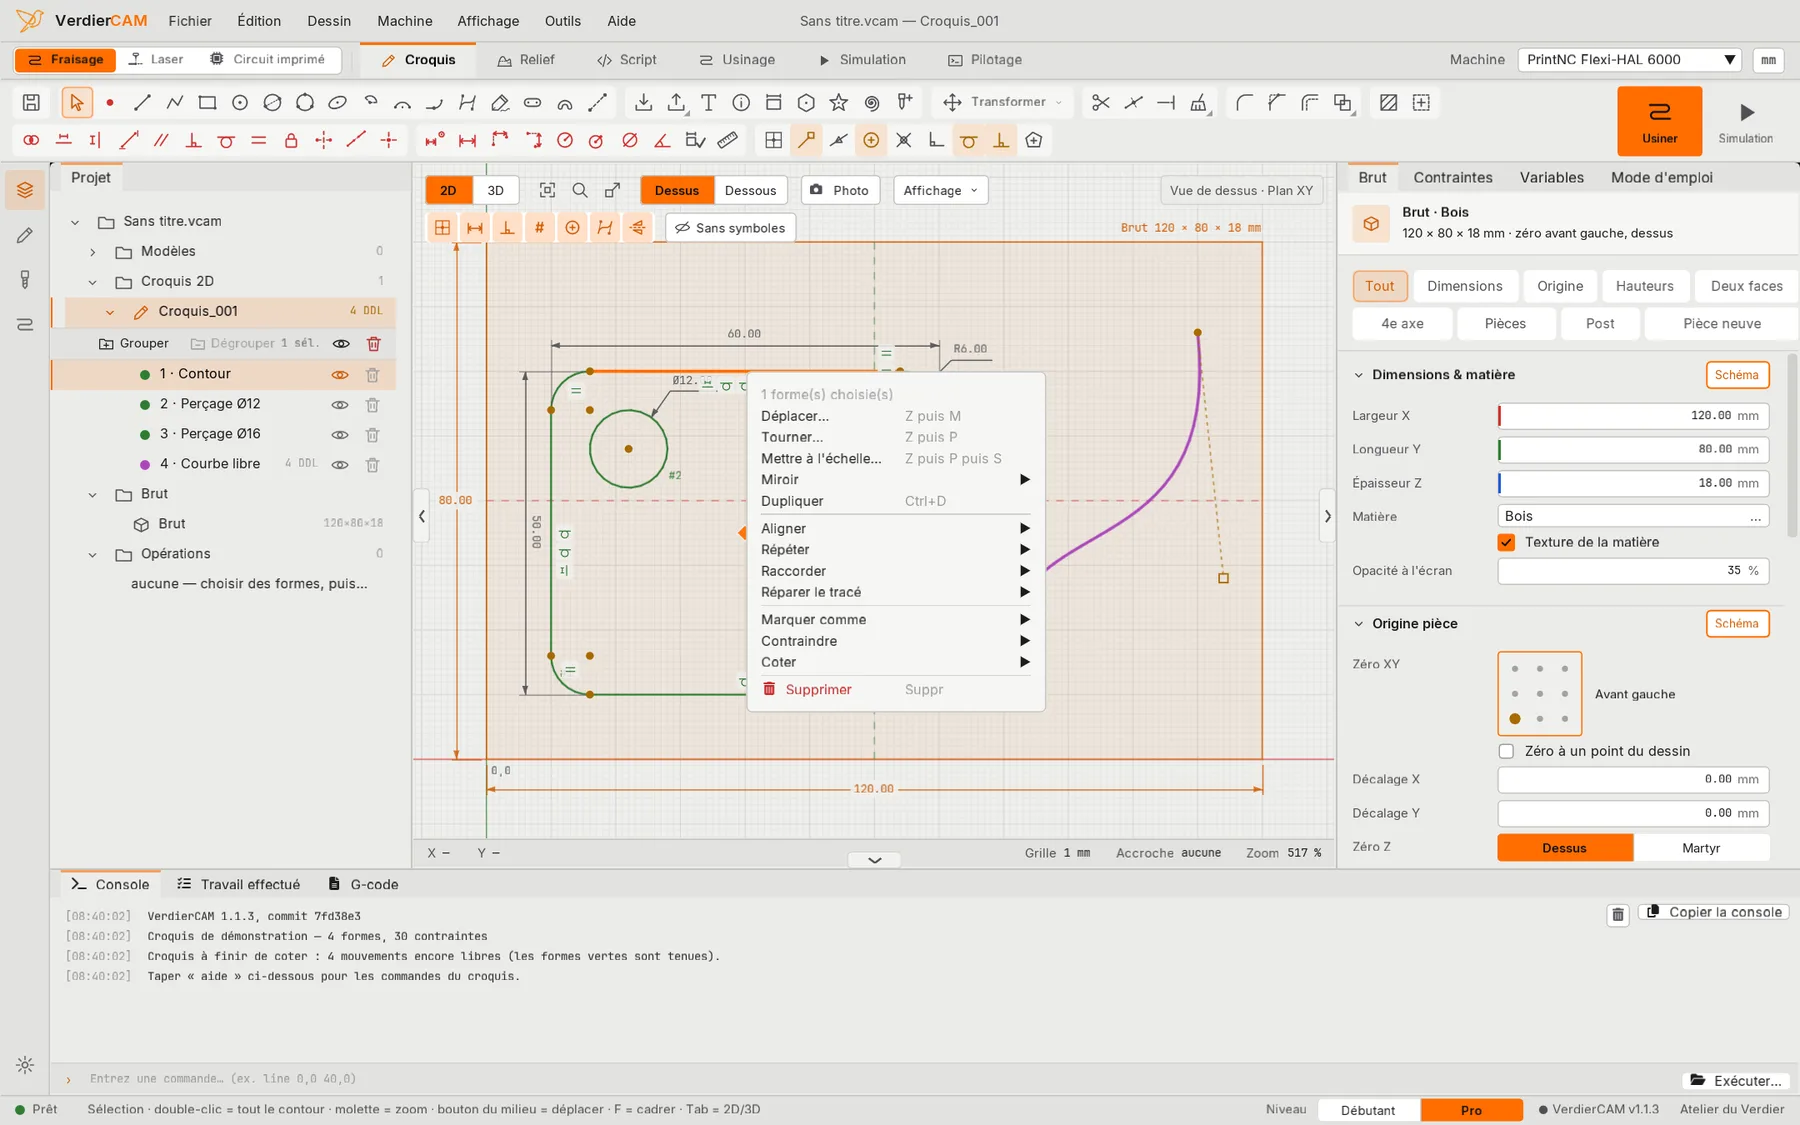 VerdierCAM Fichier Édition Dessin Machine Affichage Outils Aide Sans titre.vcam — Croquis_001
Fraisage Laser Circuit imprimé Croquis Relief Script Usinage Simulation Pilotage Machine PrintNC Flexi-HAL 6000 mm
Transformer
Usiner Simulation
Projet
Sans titre.vcam
Modèles 0
Croquis 2D 1
Croquis_001 4 DDL
Grouper Dégrouper 1 sél.
1 · Contour
2 · Perçage Ø12
3 · Perçage Ø16
4 · Courbe libre 4 DDL
Brut
Brut 120×80×18
Opérations 0
aucune — choisir des formes, puis...
2D 3D Dessus Dessous Photo Affichage Vue de dessus · Plan XY
# Sans symboles Brut 120 × 80 × 18 mm
60.00
R6.00
Ø12.
#2
80.00
50.00
0,0
120.00
1 forme(s) choisie(s)
Déplacer... Z puis M
Tourner... Z puis P
Mettre à l'échelle... Z puis P puis S
Miroir
Dupliquer Ctrl+D
Aligner
Répéter
Raccorder
Réparer le tracé
Marquer comme
Contraindre
Coter
Supprimer Suppr
X — Y — Grille 1 mm Accroche aucune Zoom 517 %
Brut Contraintes Variables Mode d'emploi
Brut · Bois
120 × 80 × 18 mm · zéro avant gauche, dessus
Tout Dimensions Origine Hauteurs Deux faces
4e axe Pièces Post Pièce neuve
Dimensions & matière Schéma
Largeur X 120.00 mm
Longueur Y 80.00 mm
Épaisseur Z 18.00 mm
Matière Bois ...
Texture de la matière
Opacité à l'écran 35 %
Origine pièce Schéma
Zéro XY Avant gauche
Zéro à un point du dessin
Décalage X 0.00 mm
Décalage Y 0.00 mm
Zéro Z Dessus Martyr
Console Travail effectué G-code
[08:40:02] VerdierCAM 1.1.3, commit 7fd38e3
[08:40:02] Croquis de démonstration — 4 formes, 30 contraintes
[08:40:02] Croquis à finir de coter : 4 mouvements encore libres (les formes vertes sont tenues).
[08:40:02] Taper « aide » ci-dessous pour les commandes du croquis.
Copier la console
› Entrez une commande… (ex. line 0,0 40,0)
Exécuter...
Prêt Sélection · double-clic = tout le contour · molette = zoom · bouton du milieu = déplacer · F = cadrer · Tab = 2D/3D Niveau Débutant Pro VerdierCAM v1.1.3 Atelier du Verdier